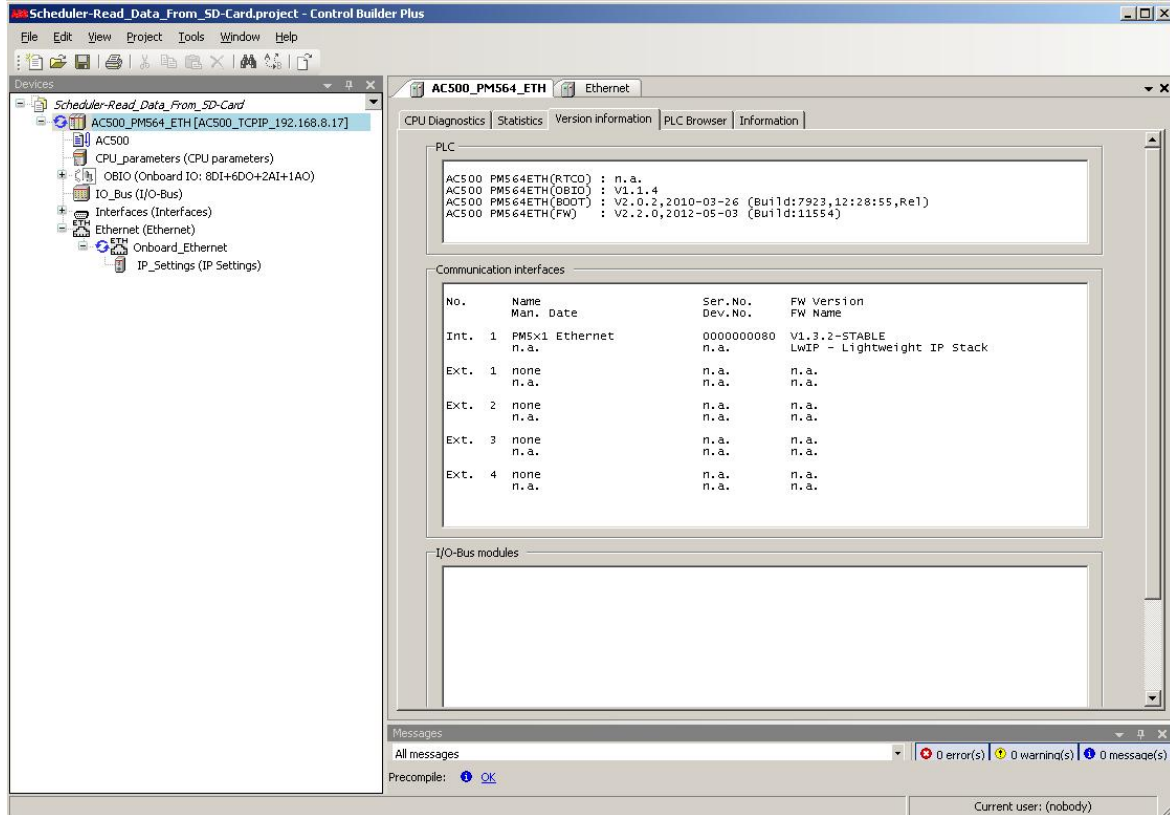 ABB Scheduler-Read_Data_From_SD-Card.project - Control Builder Plus
File Edit View Project Tools Window Help
Devices
Scheduler-Read_Data_From_SD-Card
AC500_PM564_ETH [AC500_TCPIP_192.168.8.17]
AC500
CPU_parameters (CPU parameters)
OBIO (Onboard IO: 8DI+6DO+2AI+1AO)
IO_Bus (I/O-Bus)
Interfaces (Interfaces)
ETH Ethernet (Ethernet)
ETH Onboard_Ethernet
IP_Settings (IP Settings)
AC500_PM564_ETH Ethernet
CPU Diagnostics Statistics Version information PLC Browser Information
PLC
AC500 PM564ETH(RTCO) : n.a.
AC500 PM564ETH(OBIO) : V1.1.4
AC500 PM564ETH(BOOT) : V2.0.2,2010-03-26 (Build:7923,12:28:55,Rel)
AC500 PM564ETH(FW) : V2.2.0,2012-05-03 (Build:11554)
Communication interfaces
No. Name Ser.No. FW Version
Man. Date Dev.No. FW Name
Int. 1 PM5x1 Ethernet 0000000080 V1.3.2-STABLE
n.a. n.a. LwIP - Lightweight IP Stack
Ext. 1 none n.a. n.a.
n.a. n.a. n.a.
Ext. 2 none n.a. n.a.
n.a. n.a. n.a.
Ext. 3 none n.a. n.a.
n.a. n.a. n.a.
Ext. 4 none n.a. n.a.
n.a. n.a. n.a.
I/O-Bus modules
Messages
All messages 0 error(s) 0 warning(s) 0 message(s)
Precompile: OK
Current user: (nobody)